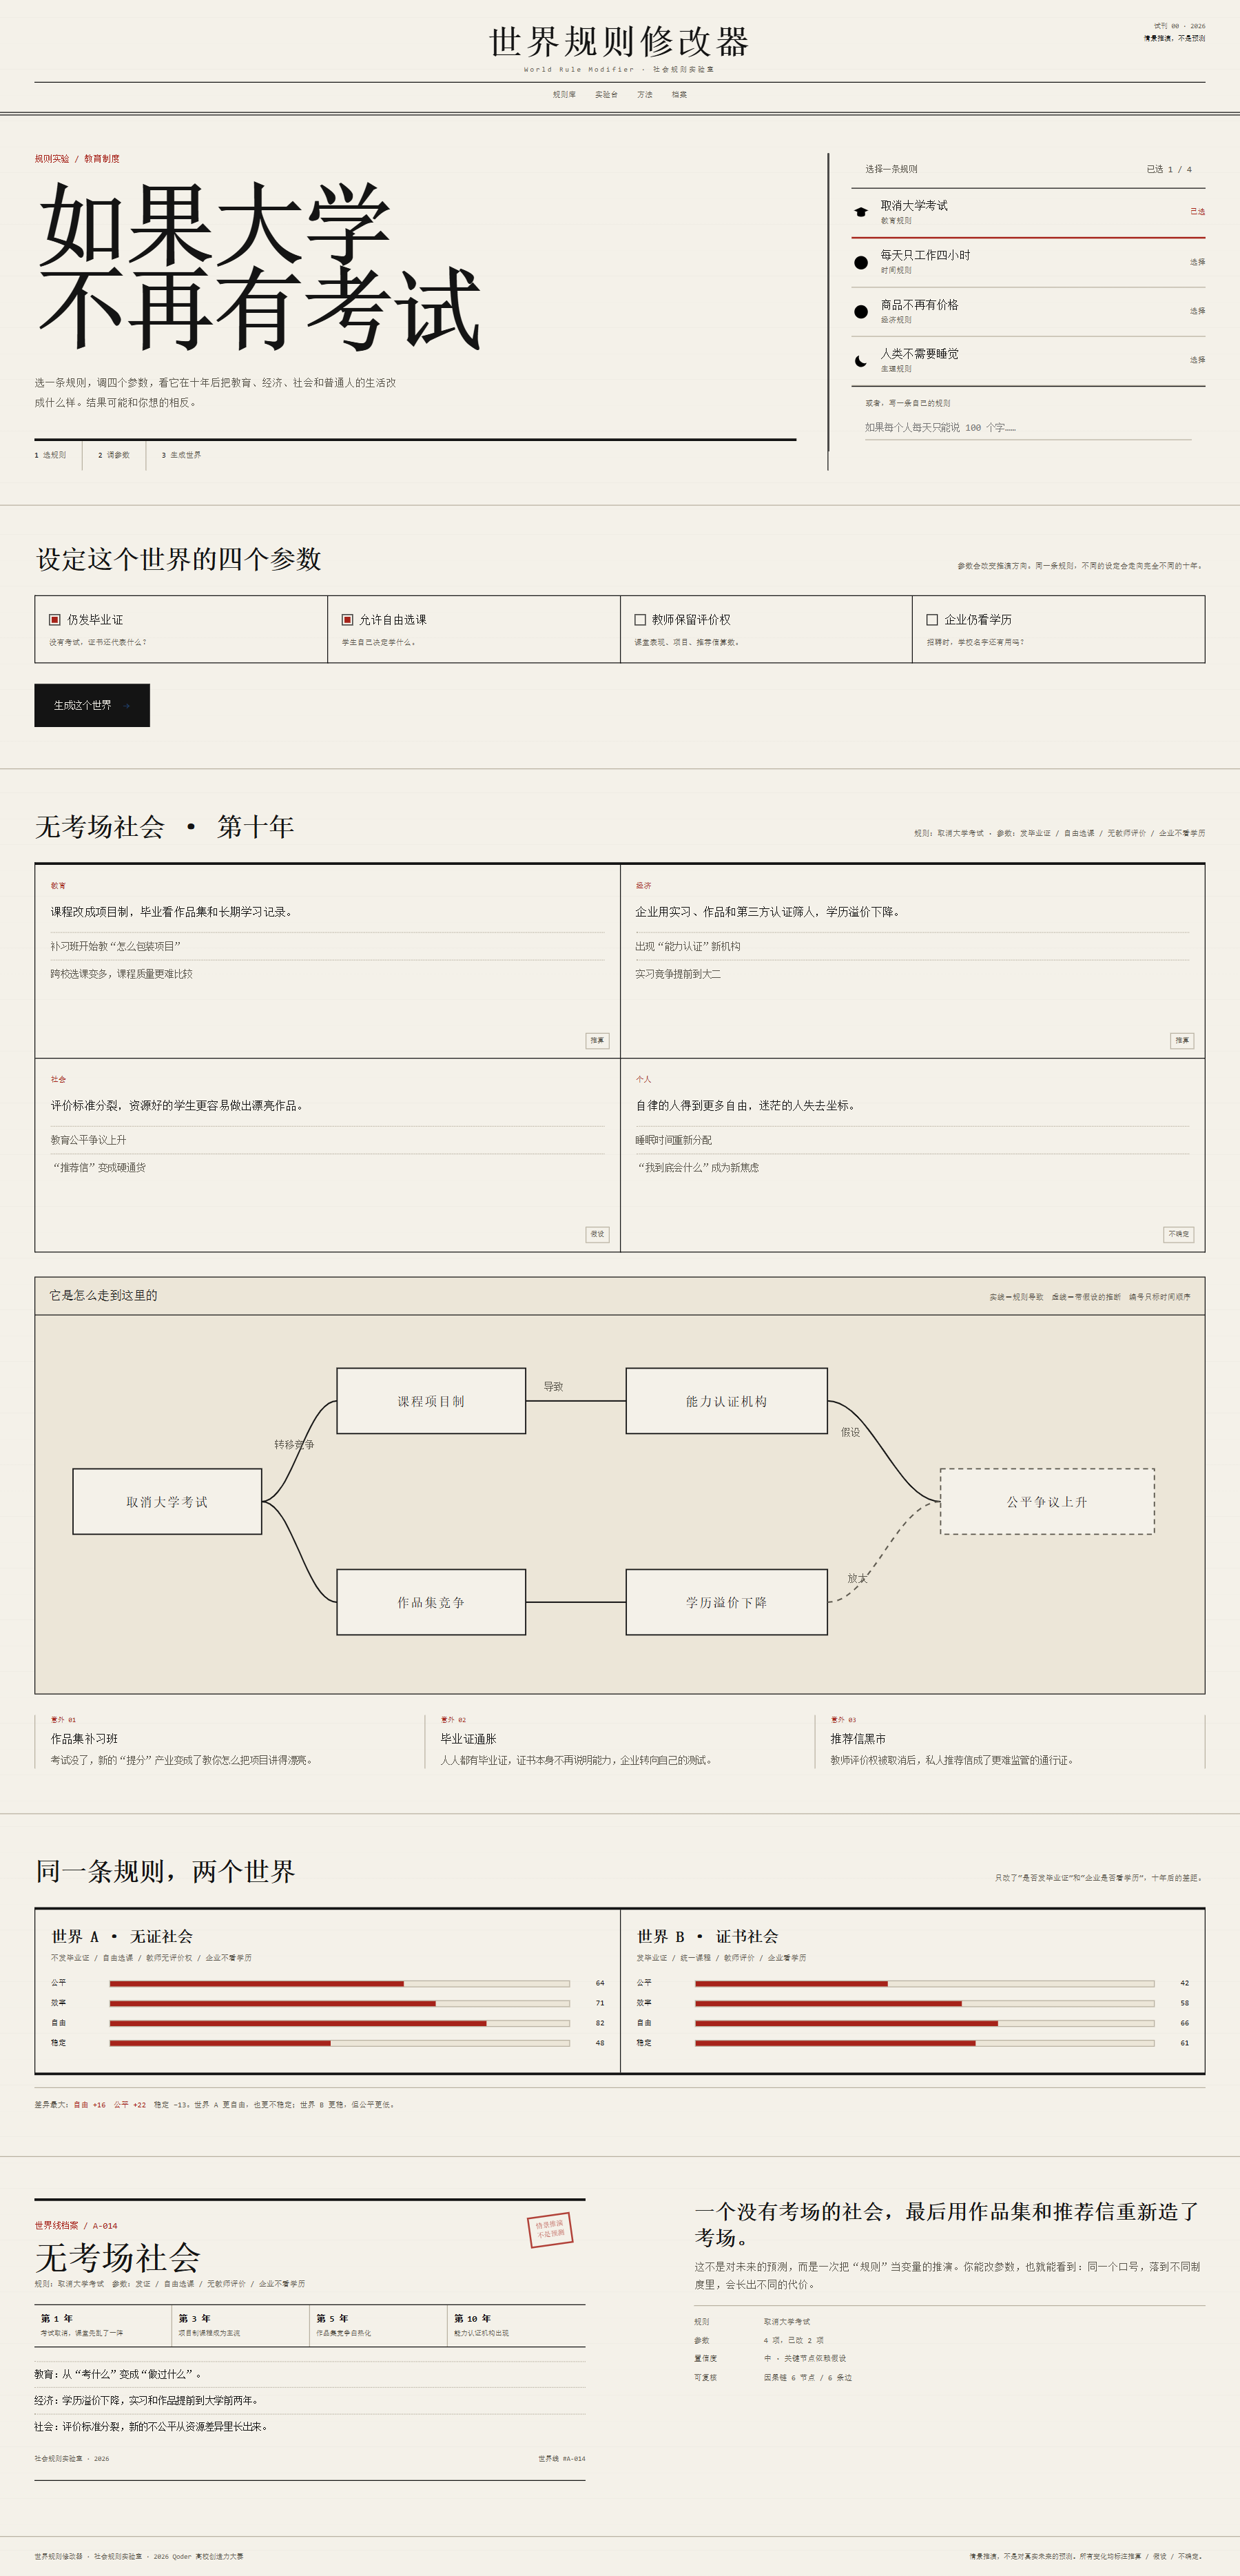 世界规则修改器
World Rule Modifier · 社会规则实验室
试刊 00 · 2026
情景推演，不是预测
规则库 实验台 方法 档案
规则实验 / 教育制度
如果大学
不再有考试
选一条规则，调四个参数，看它在十年后把教育、经济、社会和普通人的生活改
成什么样。结果可能和你想的相反。
1 选规则 2 调参数 3 生成世界
选择一条规则 已选 1 / 4
取消大学考试 已选
教育规则
每天只工作四小时 选择
时间规则
商品不再有价格 选择
经济规则
人类不需要睡觉 选择
生理规则
或者，写一条自己的规则
如果每个人每天只能说 100 个字……
设定这个世界的四个参数
参数会改变推演方向。同一条规则，不同的设定会走向完全不同的十年。
仍发毕业证
没有考试，证书还代表什么？
允许自由选课
学生自己决定学什么。
教师保留评价权
课堂表现、项目、推荐信算数。
企业仍看学历
招聘时，学校名字还有用吗？
生成这个世界 →
无考场社会 · 第十年
规则：取消大学考试 · 参数：发毕业证 / 自由选课 / 无教师评价 / 企业不看学历
教育
课程改成项目制，毕业看作品集和长期学习记录。
补习班开始教“怎么包装项目”
跨校选课变多，课程质量更难比较
推算
经济
企业用实习、作品和第三方认证筛人，学历溢价下降。
出现“能力认证”新机构
实习竞争提前到大二
推算
社会
评价标准分裂，资源好的学生更容易做出漂亮作品。
教育公平争议上升
“推荐信”变成硬通货
假设
个人
自律的人得到更多自由，迷茫的人失去坐标。
睡眠时间重新分配
“我到底会什么”成为新焦虑
不确定
它是怎么走到这里的
实线＝规则导致 虚线＝带假设的推断 编号只标时间顺序
课程项目制
导致
能力认证机构
转移竞争
假设
取消大学考试
公平争议上升
放大
作品集竞争
学历溢价下降
意外 01
作品集补习班
考试没了，新的“提分”产业变成了教你怎么把项目讲得漂亮。
意外 02
毕业证通胀
人人都有毕业证，证书本身不再说明能力，企业转向自己的测试。
意外 03
推荐信黑市
教师评价权被取消后，私人推荐信成了更难监管的通行证。
同一条规则，两个世界
只改了"是否发毕业证"和"企业是否看学历"，十年后的差距。
世界 A · 无证社会
不发毕业证 / 自由选课 / 教师无评价权 / 企业不看学历
公平 64
效率 71
自由 82
稳定 48
世界 B · 证书社会
发毕业证 / 统一课程 / 教师评价 / 企业看学历
公平 42
效率 58
自由 66
稳定 61
差异最大：自由 +16 公平 +22 稳定 -13。世界 A 更自由，也更不稳定；世界 B 更稳，但公平更低。
世界线档案 / A-014
情景推演
不是预测
无考场社会
规则：取消大学考试 参数：发证 / 自由选课 / 无教师评价 / 企业不看学历
第 1 年
考试取消，课堂先乱了一阵
第 3 年
项目制课程成为主流
第 5 年
作品集竞争白热化
第 10 年
能力认证机构出现
教育：从“考什么”变成“做过什么”。
经济：学历溢价下降，实习和作品提前到大学前两年。
社会：评价标准分裂，新的不公平从资源差异里长出来。
社会规则实验室 · 2026 世界线 #A-014
一个没有考场的社会，最后用作品集和推荐信重新造了
考场。
这不是对未来的预测，而是一次把“规则”当变量的推演。你能改参数，也就能看到：同一个口号，落到不同制
度里，会长出不同的代价。
规则 取消大学考试
参数 4 项，已改 2 项
置信度 中 · 关键节点依赖假设
可复核 因果链 6 节点 / 6 条边
世界规则修改器 · 社会规则实验室 · 2026 Qoder 高校创造力大赛
情景推演，不是对真实未来的预测。所有变化均标注推算 / 假设 / 不确定。